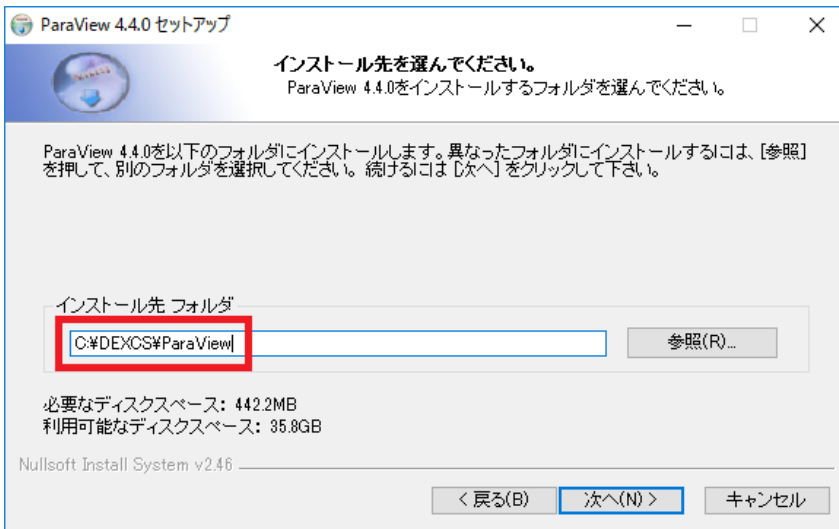 ParaView 4.4.0 セットアップ
インストール先を選んでください。
ParaView 4.4.0をインストールするフォルダを選んでください。
ParaView 4.4.0を以下のフォルダにインストールします。異なったフォルダにインストールするには、[参照]
を押して、別のフォルダを選択してください。 続けるには [次へ] をクリックして下さい。
インストール先 フォルダ
C:¥DEXCS¥ParaView
参照(R)...
必要なディスクスペース: 442.2MB
利用可能なディスクスペース: 35.8GB
Nullsoft Install System v2.46
< 戻る(B)
次へ(N) >
キャンセル